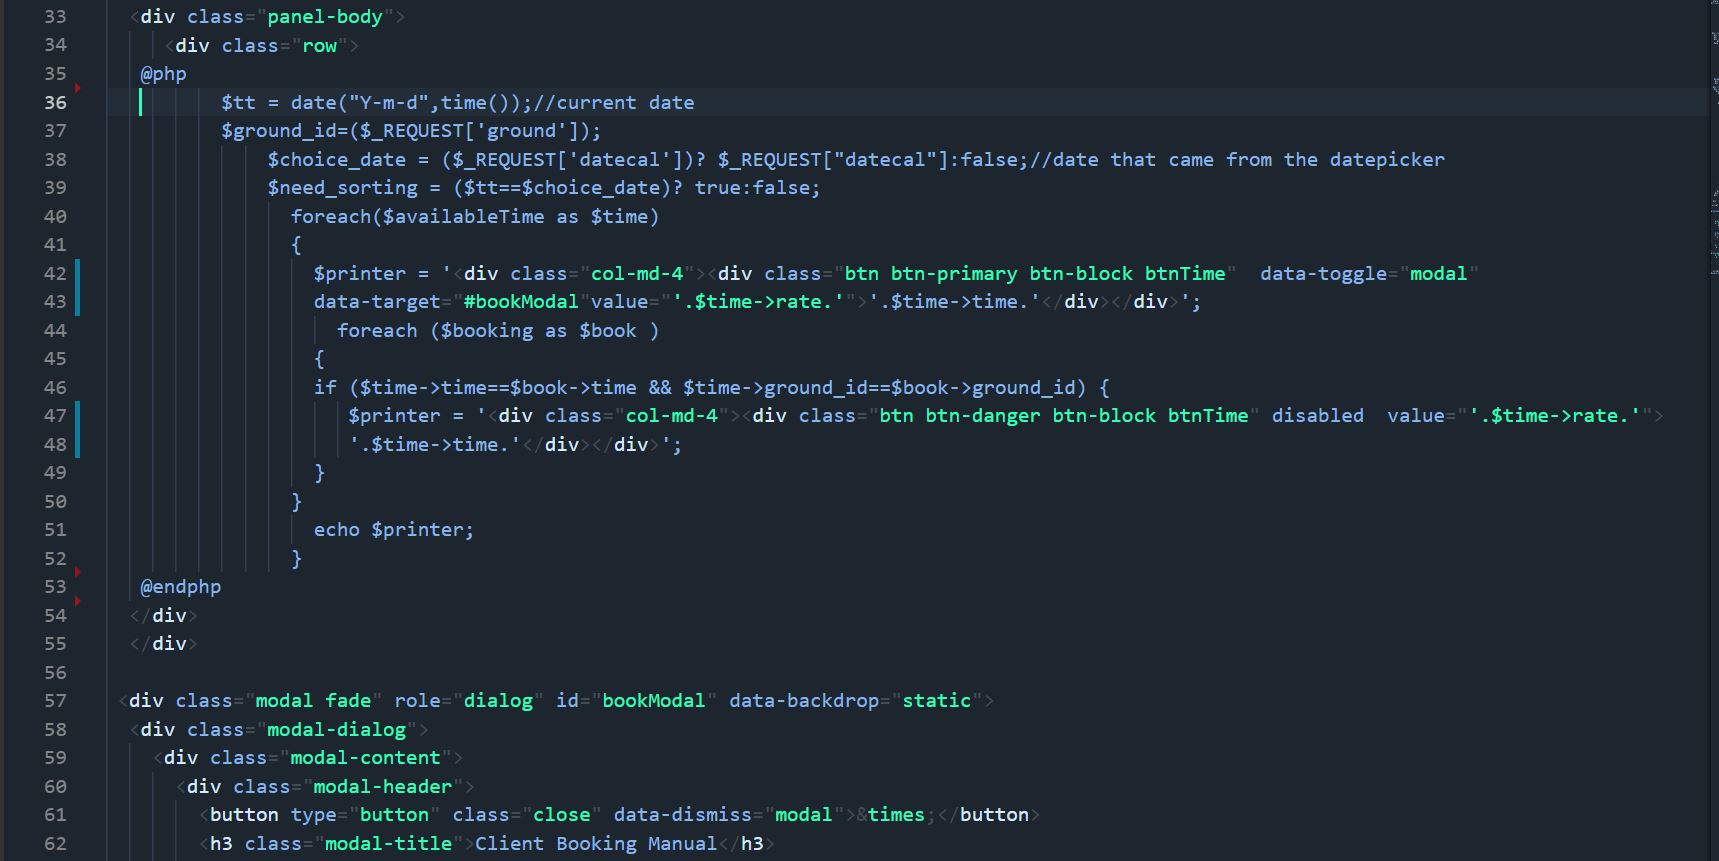 33 <div class="panel-body">
34 <div class="row">
35 @php
36 $tt = date("Y-m-d",time());//current date
37 $ground_id=($_REQUEST['ground']);
38 $choice_date = ($_REQUEST['datecal'])? $_REQUEST["datecal"]:false;//date that came from the datepicker
39 $need_sorting = ($tt==$choice_date)? true:false;
40 foreach($availableTime as $time)
41 {
42 $printer = '<div class="col-md-4"><div class="btn btn-primary btn-block btnTime"  data-toggle="modal"
43 data-target="#bookModal"value="'.$time->rate.'">'.$time->time.'</div></div>';
44 foreach ($booking as $book )
45 {
46 if ($time->time==$book->time && $time->ground_id==$book->ground_id) {
47 $printer = '<div class="col-md-4"><div class="btn btn-danger btn-block btnTime" disabled  value="'.$time->rate.'">
48 '.$time->time.'</div></div>';
49 }
50 }
51 echo $printer;
52 }
53 @endphp
54 </div>
55 </div>
56
57 <div class="modal fade" role="dialog" id="bookModal" data-backdrop="static">
58 <div class="modal-dialog">
59 <div class="modal-content">
60 <div class="modal-header">
61 <button type="button" class="close" data-dismiss="modal">&times;</button>
62 <h3 class="modal-title">Client Booking Manual</h3>